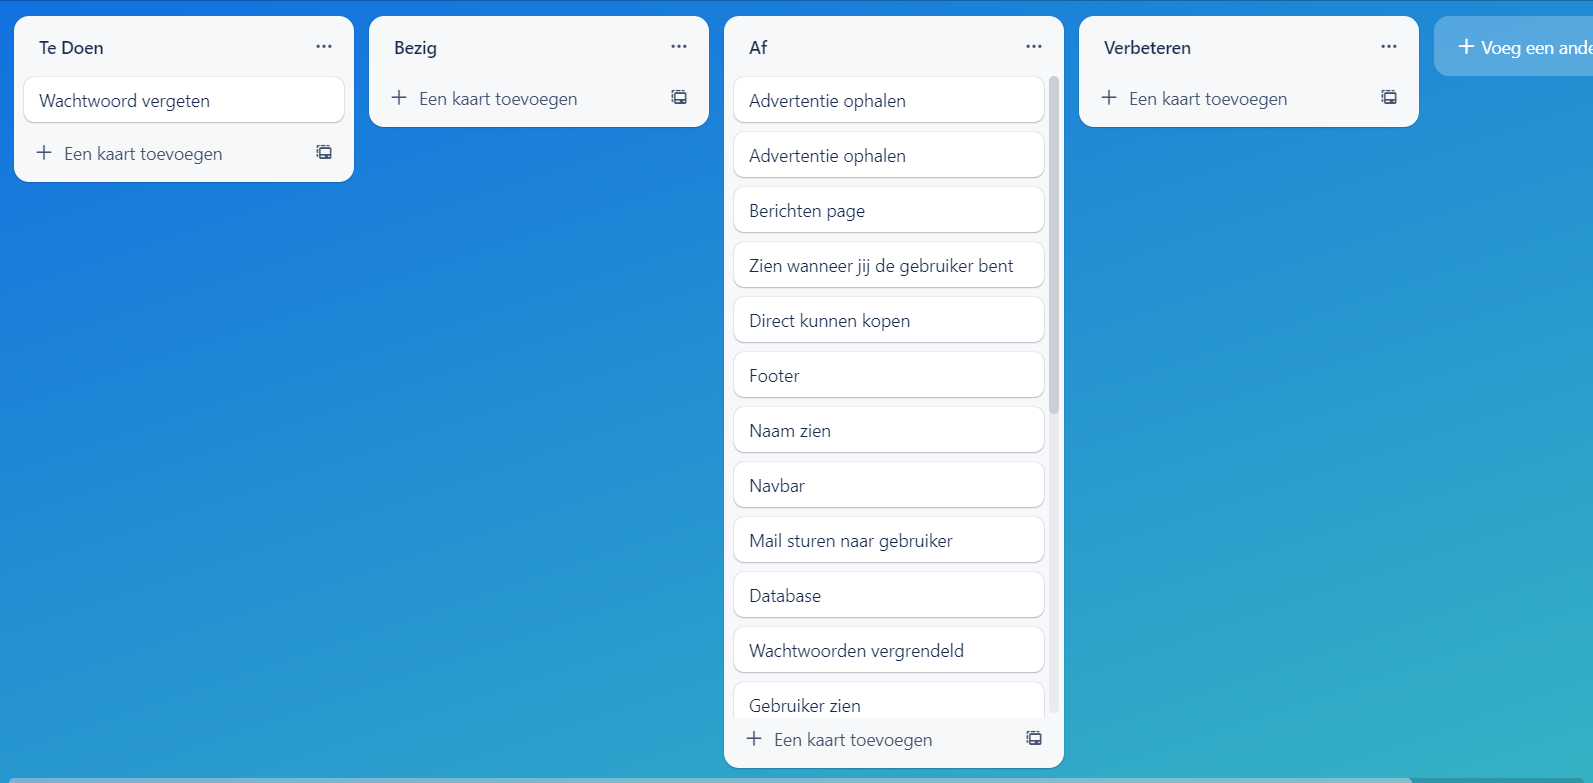 Te Doen
Wachtwoord vergeten
Een kaart toevoegen
Bezig
Een kaart toevoegen
Af
Advertentie ophalen
Advertentie ophalen
Berichten page
Zien wanneer jij de gebruiker bent
Direct kunnen kopen
Footer
Naam zien
Navbar
Mail sturen naar gebruiker
Database
Wachtwoorden vergrendeld
Gebruiker zien
Een kaart toevoegen
Verbeteren
Een kaart toevoegen
Voeg een ande